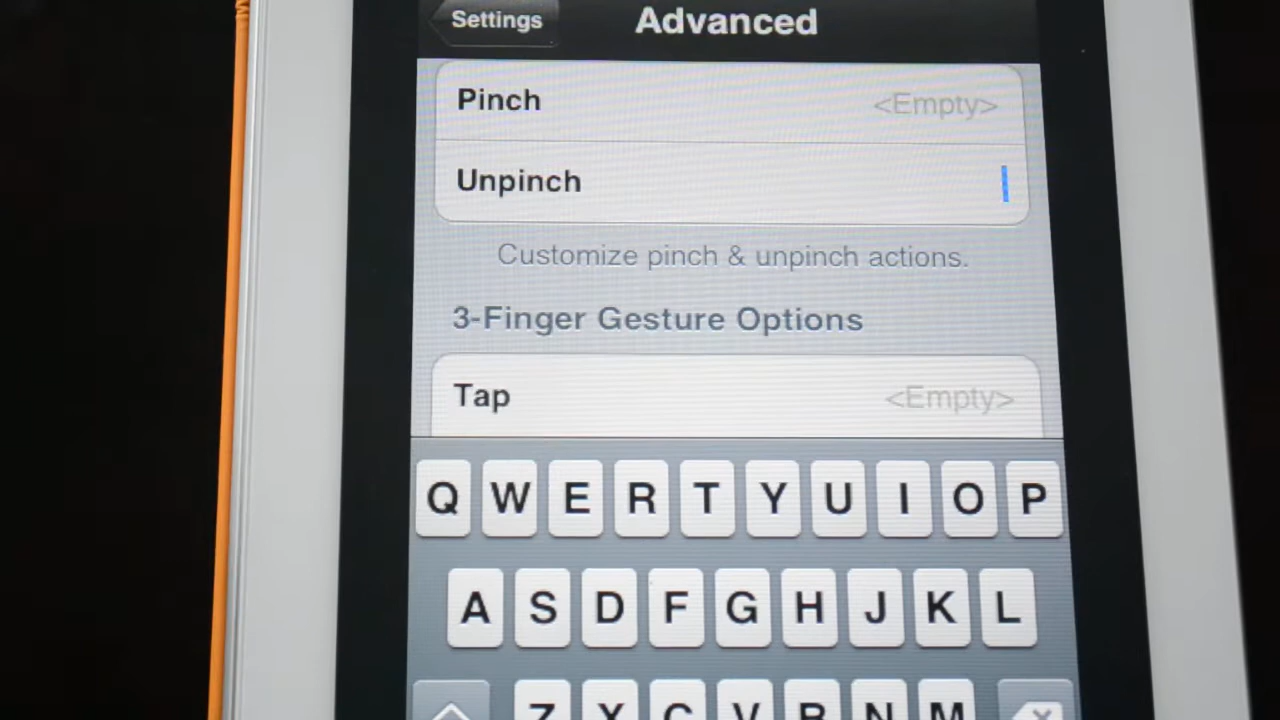 Settings Advanced
Pinch <Empty>
Unpinch
Customize pinch & unpinch actions.
3-Finger Gesture Options
Tap <Empty>
Q W E R T Y U I O P
A S D F G H J K L
Z X C V B N M